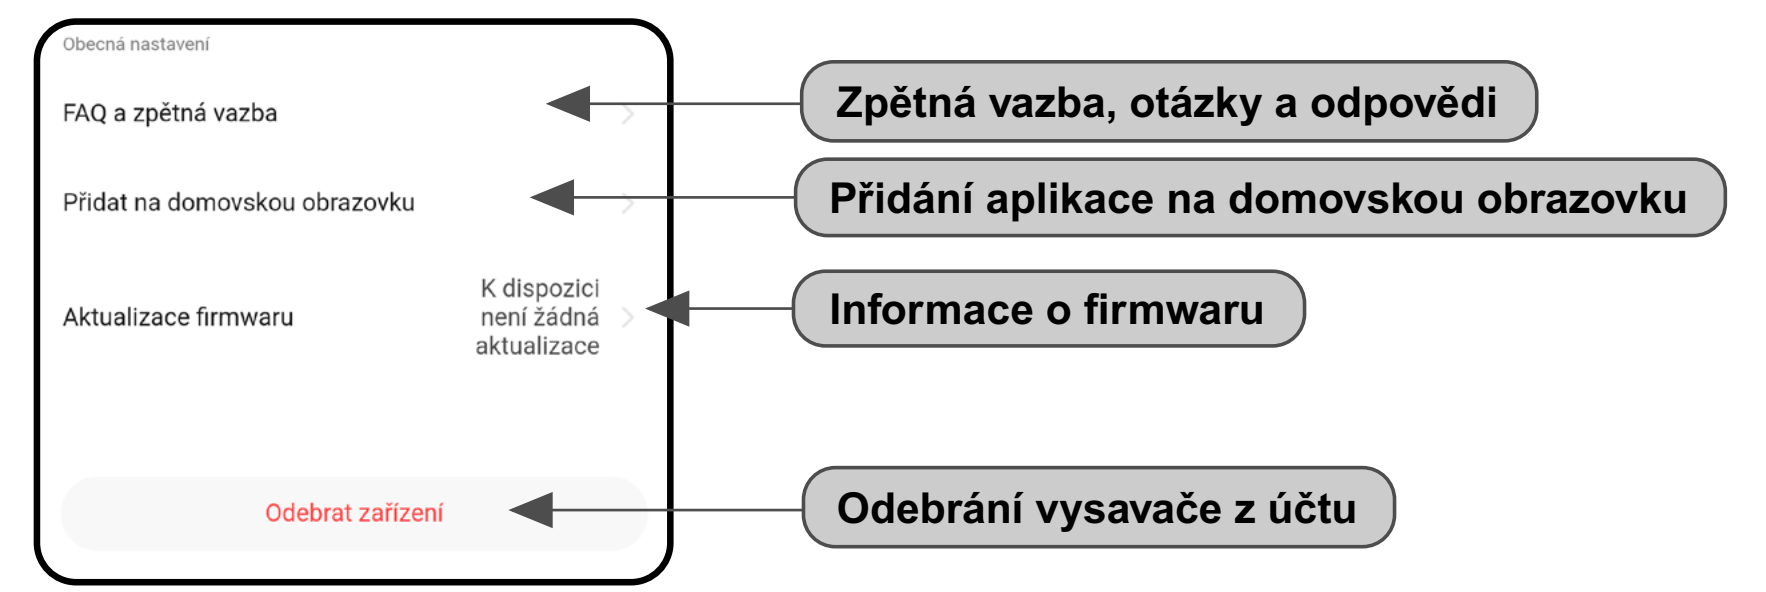 Obecná nastavení
FAQ a zpětná vazba
Zpětná vazba, otázky a odpovědi
Přidat na domovskou obrazovku
Přidání aplikace na domovskou obrazovku
Aktualizace firmwaru
K dispozici
není žádná
aktualizace
Informace o firmwaru
Odebrat zařízení
Odebrání vysavače z účtu